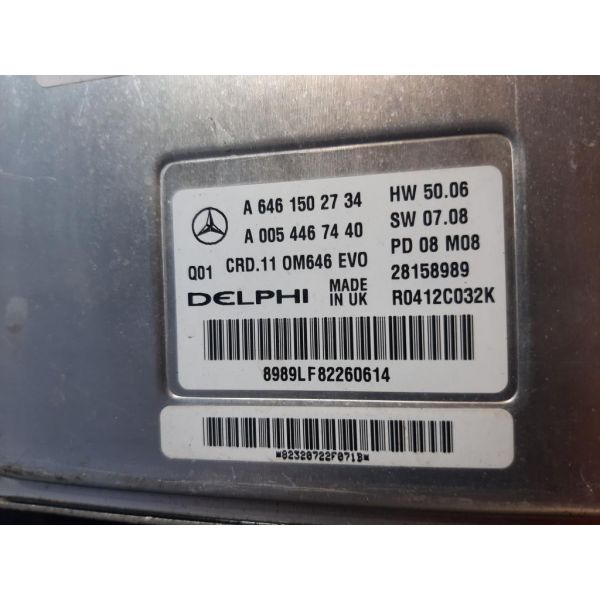 A 646 150 27 34 HW 50.06
A 005 446 74 40 SW 07.08
PD 08 M08
Q01 CRD.11 OM646 EVO 28158989
DELPHI MADE IN UK R0412C032K
8989LF82260614
*82320722F071B*